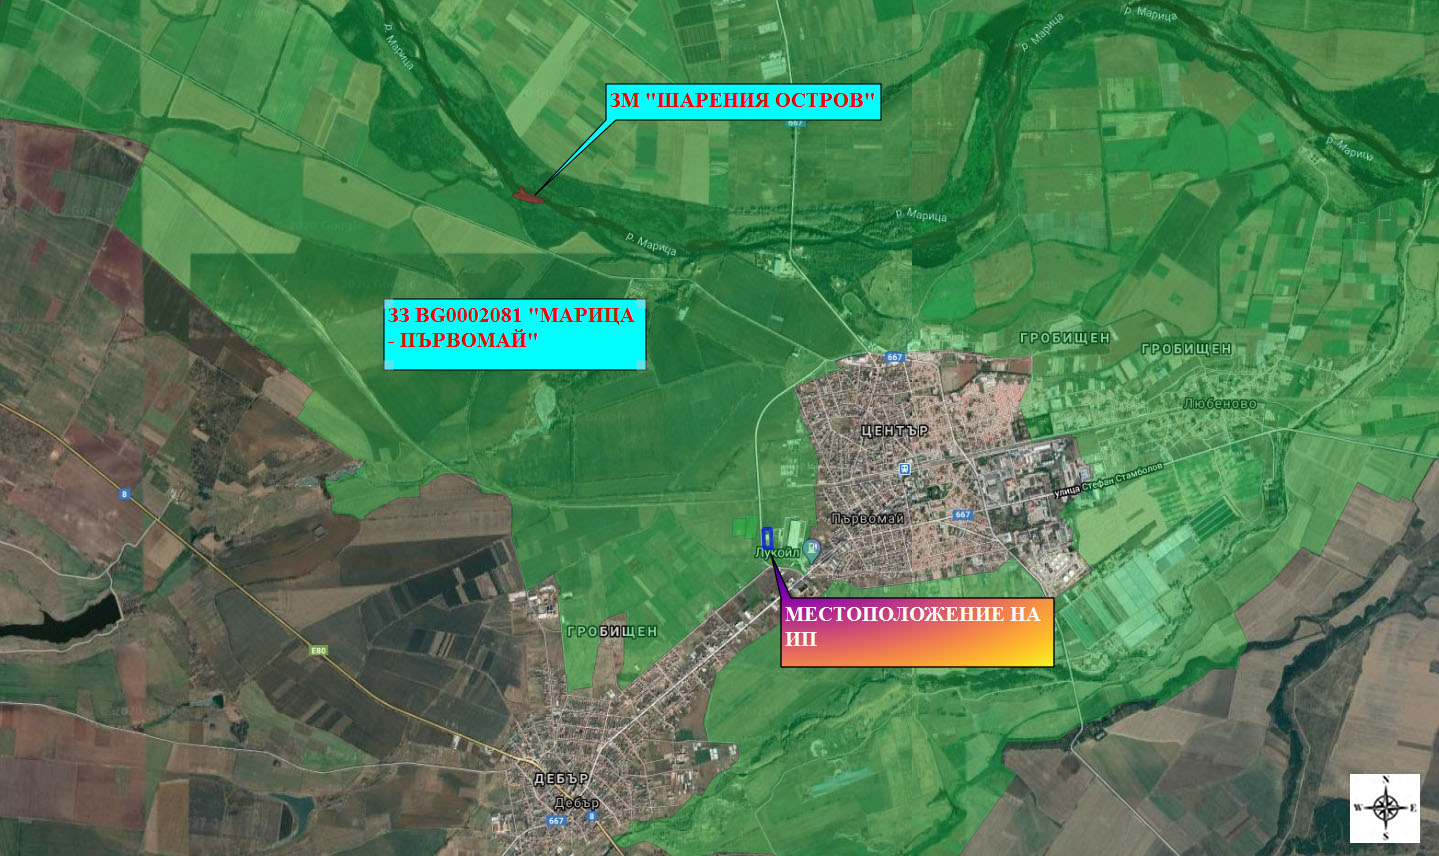 р. Марица
р. Марица
р. Марица
ЗМ "ШАРЕНИЯ ОСТРОВ"
667
р. Марица
р. Марица
р. Марица
ЗЗ BG0002081 "МАРИЦА
- ПЪРВОМАЙ"
ГРОБИЩЕН
ГРОБИЩЕН
667
Любеново
ЦЕНТЪР
улица Стефан Стамболов
8
Първомай
667
Лукойл
МЕСТОПОЛОЖЕНИЕ НА
ИП
ГРОБИЩЕН
E80
ДЕБЪР
Дебър
667
8
N
W
E
S